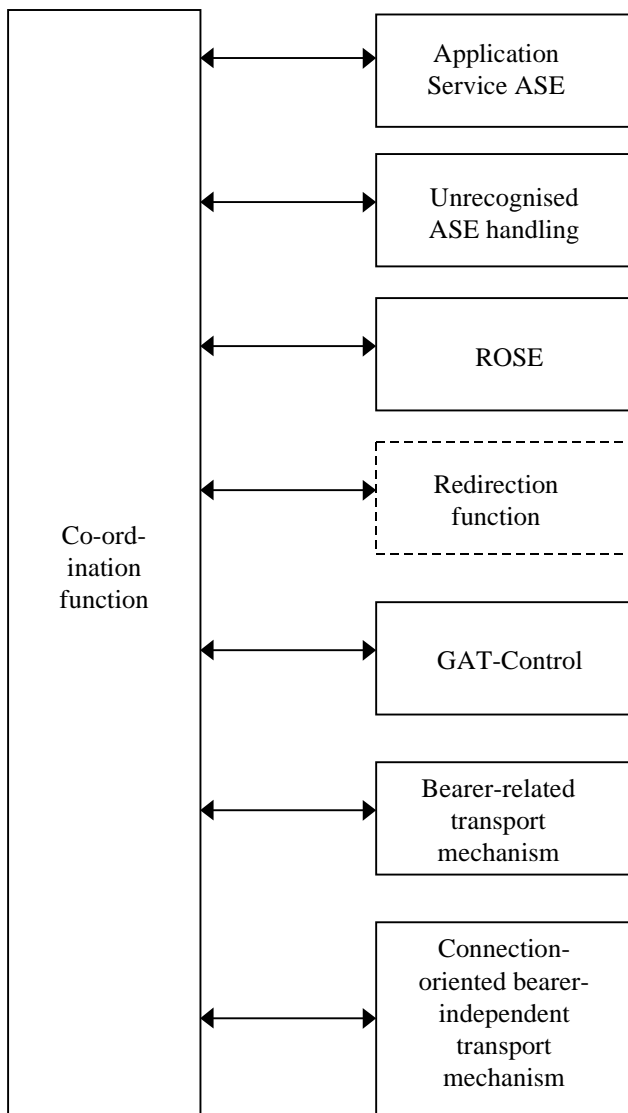 Application
Service ASE
Unrecognised
ASE handling
ROSE
Redirection
function
Co-ord-
ination
function
GAT-Control
Bearer-related
transport
mechanism
Connection-
oriented bearer-
independent
transport
mechanism